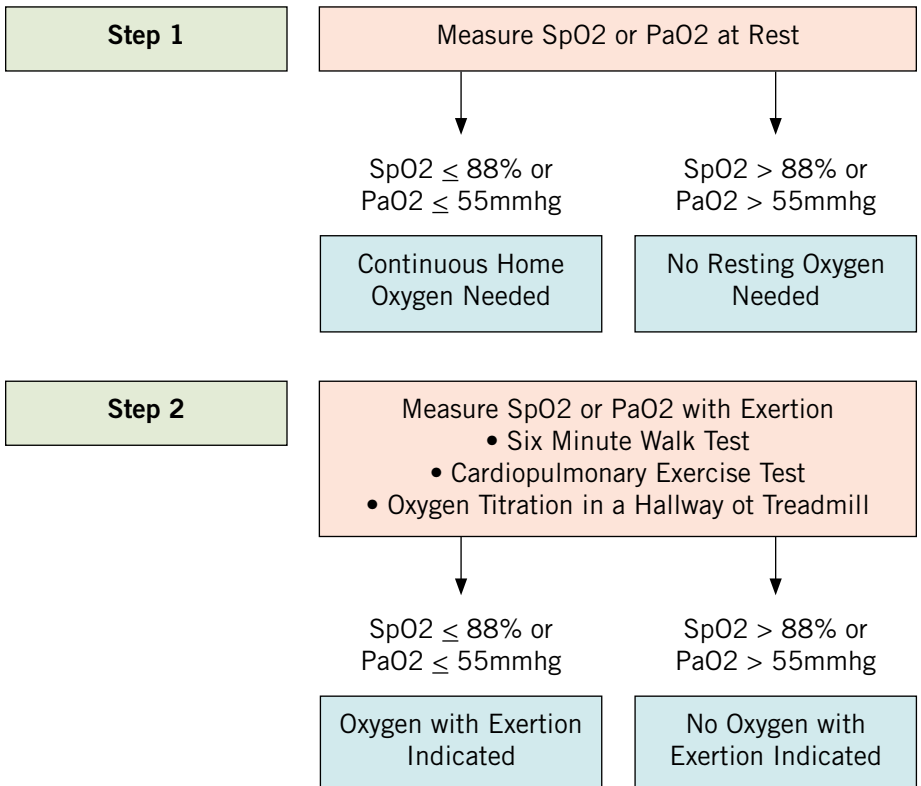 Step 1
Measure SpO2 or PaO2 at Rest
SpO2 ≤ 88% or
PaO2 ≤ 55mmhg
SpO2 > 88% or
PaO2 > 55mmhg
Continuous Home
Oxygen Needed
No Resting Oxygen
Needed
Step 2
Measure SpO2 or PaO2 with Exertion
• Six Minute Walk Test
• Cardiopulmonary Exercise Test
• Oxygen Titration in a Hallway ot Treadmill
SpO2 ≤ 88% or
PaO2 ≤ 55mmhg
SpO2 > 88% or
PaO2 > 55mmhg
Oxygen with Exertion
Indicated
No Oxygen with
Exertion Indicated